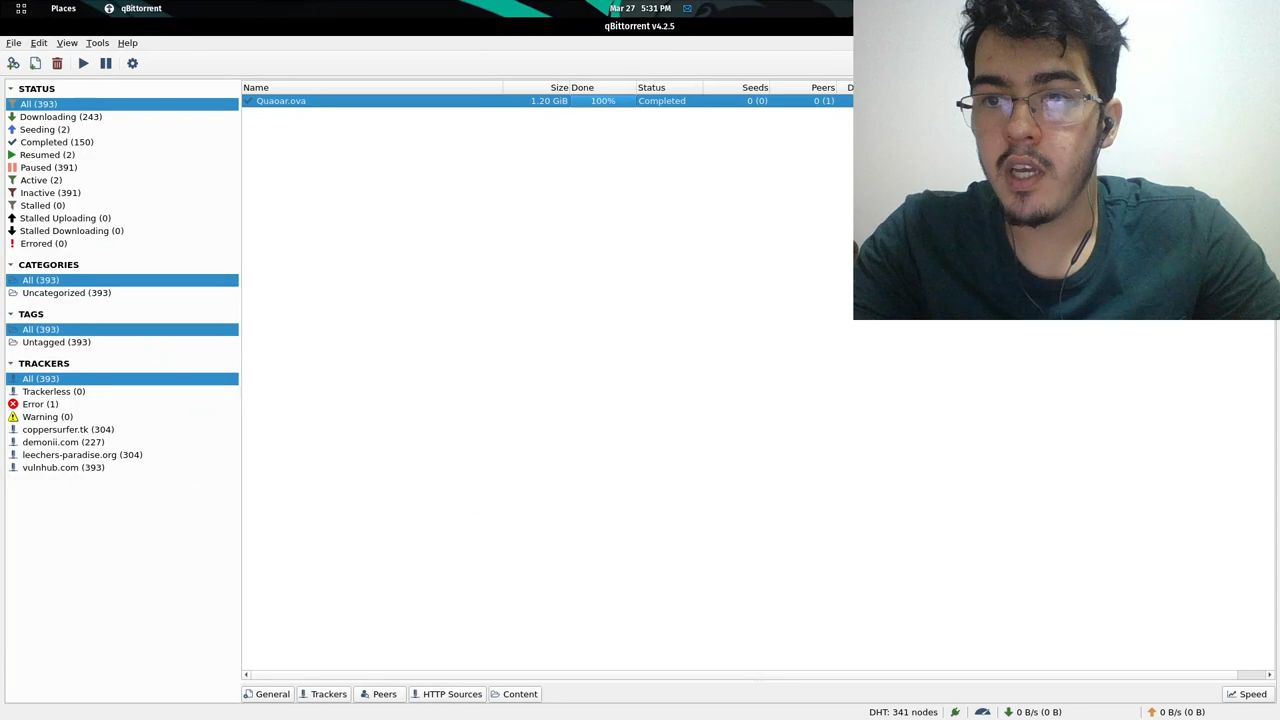 Places qBittorrent Mar 27 5:31 PM
qBittorrent v4.2.5
File Edit View Tools Help
STATUS
All (393)
Downloading (243)
Seeding (2)
Completed (150)
Resumed (2)
Paused (391)
Active (2)
Inactive (391)
Stalled (0)
Stalled Uploading (0)
Stalled Downloading (0)
Errored (0)
CATEGORIES
All (393)
Uncategorized (393)
TAGS
All (393)
Untagged (393)
TRACKERS
All (393)
Trackerless (0)
Error (1)
Warning (0)
coppersurfer.tk (304)
demonii.com (227)
leechers-paradise.org (304)
vulnhub.com (393)
Name Size Done Status Seeds Peers D
Quaoar.ova 1.20 GiB 100% Completed 0 (0) 0 (1)
General Trackers Peers HTTP Sources Content Speed
DHT: 341 nodes 0 B/s (0 B) 0 B/s (0 B)